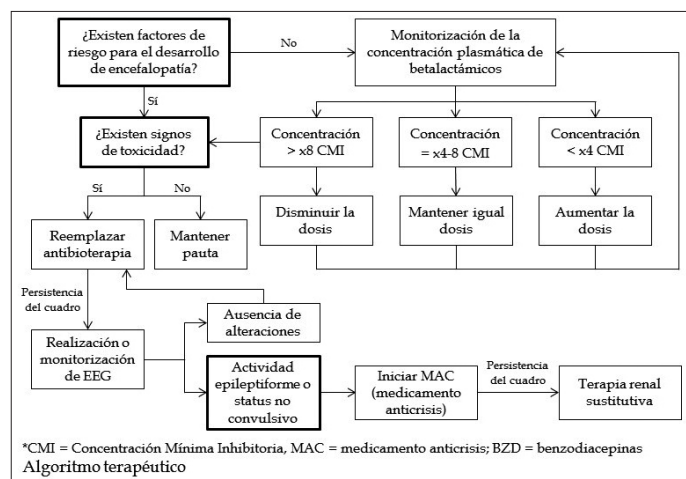 ¿Existen factores de
riesgo para el desarrollo
de encefalopatía?
No
Monitorización de la
concentración plasmática de
betalactámicos
Sí
¿Existen signos
de toxicidad?
Concentración
> x8 CMI
Concentración
= x4-8 CMI
Concentración
< x4 CMI
Sí
No
Disminuir la
dosis
Mantener igual
dosis
Aumentar la
dosis
Reemplazar
antibioterapia
Mantener
pauta
Persistencia
del cuadro
Realización o
monitorización
de EEG
Ausencia de
alteraciones
Actividad
epileptiforme o
status no
convulsivo
Iniciar MAC
(medicamento
anticrisis)
Persistencia
del cuadro
Terapia renal
sustitutiva
*CMI = Concentración Mínima Inhibitoria, MAC = medicamento anticrisis; BZD = benzodiacepinas
Algoritmo terapéutico